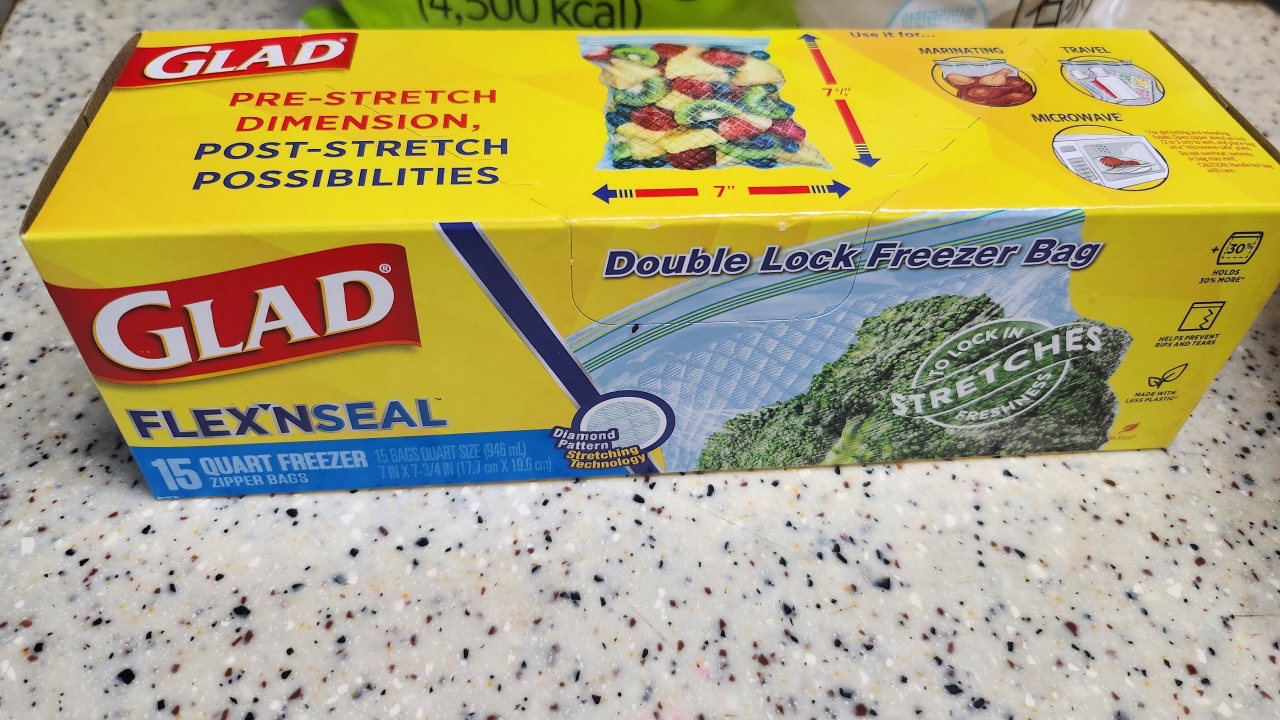 (4,500 kcal)
GLAD
PRE-STRETCH
DIMENSION,
POST-STRETCH
POSSIBILITIES
7"
Use it for...
MARINATING
TRAVEL
MICROWAVE
GLAD®
FLEX'NSEAL™
15 QUART FREEZER
ZIPPER BAGS
15 BAGS QUART SIZE (946 mL)
7 IN X 7-3/4 IN (17.7 cm X 19.6 cm)
Double Lock Freezer Bag
Diamond
Pattern
Stretching
Technology
TO LOCK IN
STRETCHES
FRESHNESS
+30%
HOLDS
30% MORE*
HELPS PREVENT
RIPS AND TEARS
MADE WITH
LESS PLASTIC*